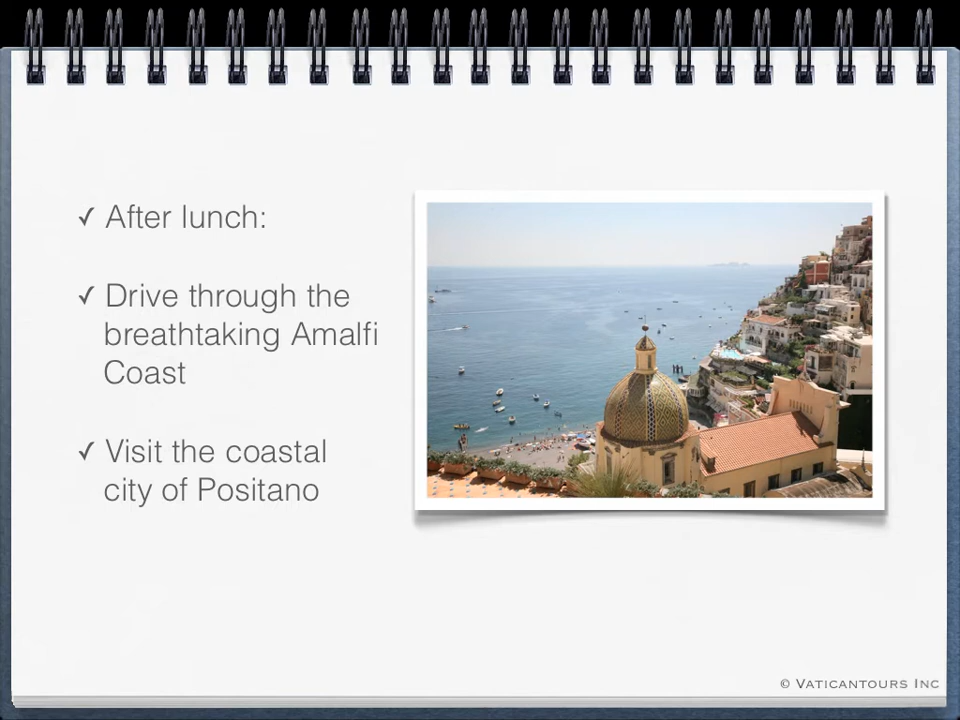 ✓ After lunch:
✓ Drive through the
breathtaking Amalfi
Coast
✓ Visit the coastal
city of Positano
© Vaticantours Inc